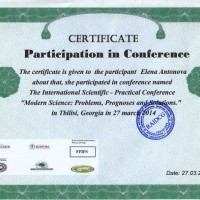 CERTIFICATE
Participation in Conference
The certificate is given to the participant Elena Antonova
about that, she participated in conference named
The International Scientific - Practical Conference
"Modern Science: Problems, Prognoses and Solutions."
in Tbilisi, Georgia in 27 march 2014
Date: 27.03.2